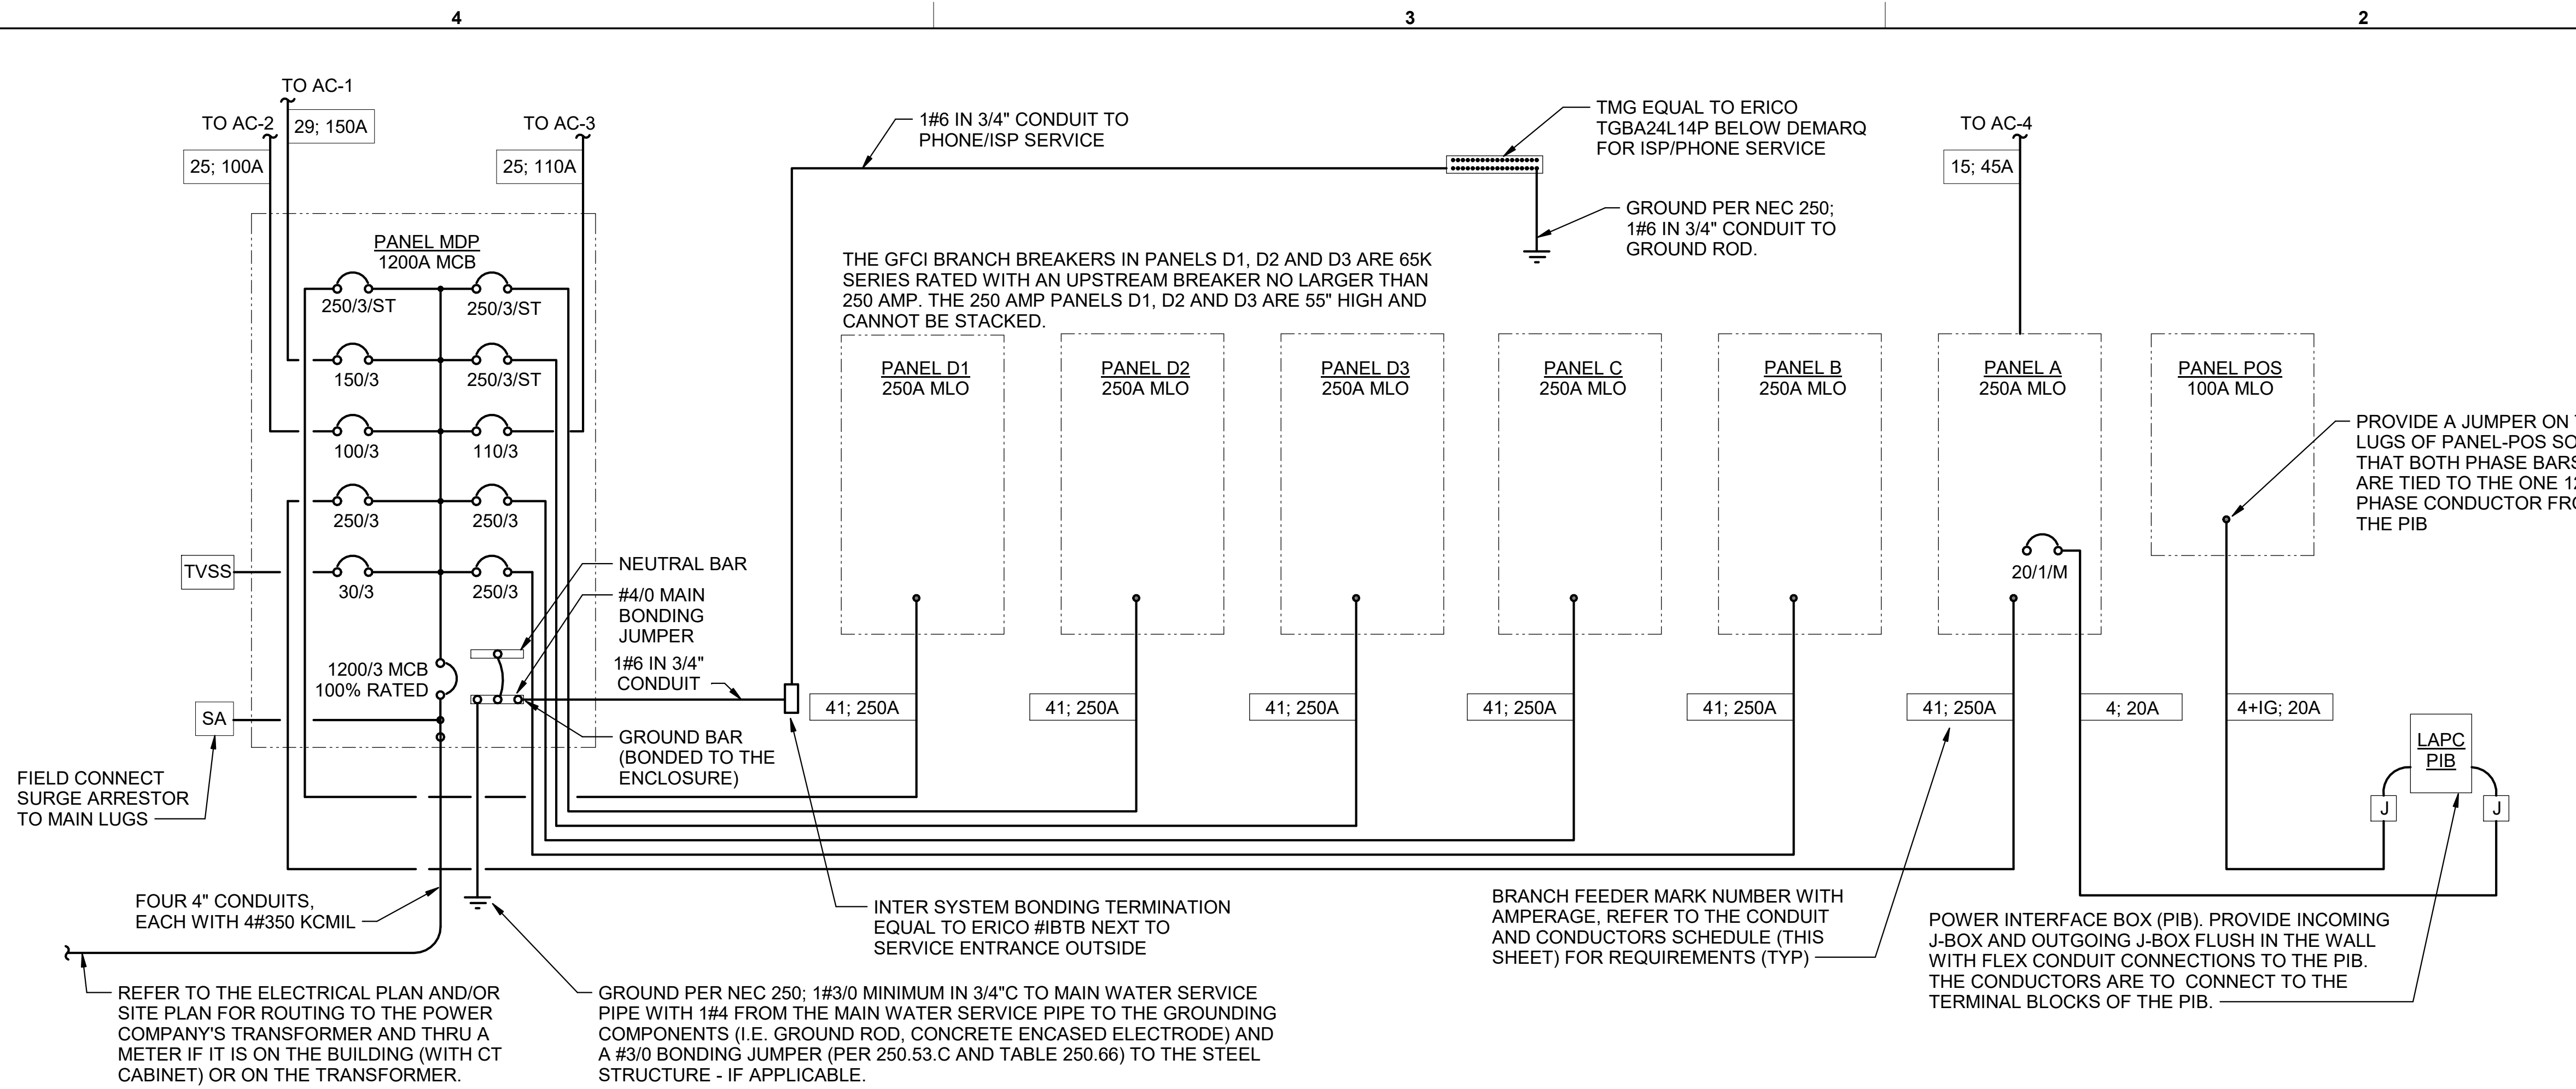 4
3
2
TO AC-1
29; 150A
TO AC-2
25; 100A
TO AC-3
25; 110A
PANEL MDP
1200A MCB
250/3/ST
250/3/ST
150/3
250/3/ST
100/3
110/3
250/3
250/3
30/3
250/3
TVSS
1200/3 MCB
100% RATED
SA
FIELD CONNECT
SURGE ARRESTOR
TO MAIN LUGS
FOUR 4" CONDUITS,
EACH WITH 4#350 KCMIL
REFER TO THE ELECTRICAL PLAN AND/OR
SITE PLAN FOR ROUTING TO THE POWER
COMPANY'S TRANSFORMER AND THRU A
METER IF IT IS ON THE BUILDING (WITH CT
CABINET) OR ON THE TRANSFORMER.
NEUTRAL BAR
#4/0 MAIN
BONDING
JUMPER
1#6 IN 3/4"
CONDUIT
GROUND BAR
(BONDED TO THE
ENCLOSURE)
GROUND PER NEC 250; 1#3/0 MINIMUM IN 3/4"C TO MAIN WATER SERVICE
PIPE WITH 1#4 FROM THE MAIN WATER SERVICE PIPE TO THE GROUNDING
COMPONENTS (I.E. GROUND ROD, CONCRETE ENCASED ELECTRODE) AND
A #3/0 BONDING JUMPER (PER 250.53.C AND TABLE 250.66) TO THE STEEL
STRUCTURE - IF APPLICABLE.
1#6 IN 3/4" CONDUIT TO
PHONE/ISP SERVICE
TMG EQUAL TO ERICO
TGBA24L14P BELOW DEMARQ
FOR ISP/PHONE SERVICE
GROUND PER NEC 250;
1#6 IN 3/4" CONDUIT TO
GROUND ROD.
THE GFCI BRANCH BREAKERS IN PANELS D1, D2 AND D3 ARE 65K
SERIES RATED WITH AN UPSTREAM BREAKER NO LARGER THAN
250 AMP. THE 250 AMP PANELS D1, D2 AND D3 ARE 55" HIGH AND
CANNOT BE STACKED.
PANEL D1
250A MLO
PANEL D2
250A MLO
PANEL D3
250A MLO
PANEL C
250A MLO
PANEL B
250A MLO
TO AC-4
15; 45A
PANEL A
250A MLO
20/1/M
PANEL POS
100A MLO
PROVIDE A JUMPER ON
LUGS OF PANEL-POS SO
THAT BOTH PHASE BARS
ARE TIED TO THE ONE
PHASE CONDUCTOR
THE PIB
41; 250A
41; 250A
41; 250A
41; 250A
41; 250A
41; 250A
4; 20A
4+IG; 20A
LAPC
PIB
J
J
INTER SYSTEM BONDING TERMINATION
EQUAL TO ERICO #IBTB NEXT TO
SERVICE ENTRANCE OUTSIDE
BRANCH FEEDER MARK NUMBER WITH
AMPERAGE, REFER TO THE CONDUIT
AND CONDUCTORS SCHEDULE (THIS
SHEET) FOR REQUIREMENTS (TYP)
POWER INTERFACE BOX (PIB). PROVIDE INCOMING
J-BOX AND OUTGOING J-BOX FLUSH IN THE WALL
WITH FLEX CONDUIT CONNECTIONS TO THE PIB.
THE CONDUCTORS ARE TO CONNECT TO THE
TERMINAL BLOCKS OF THE PIB.